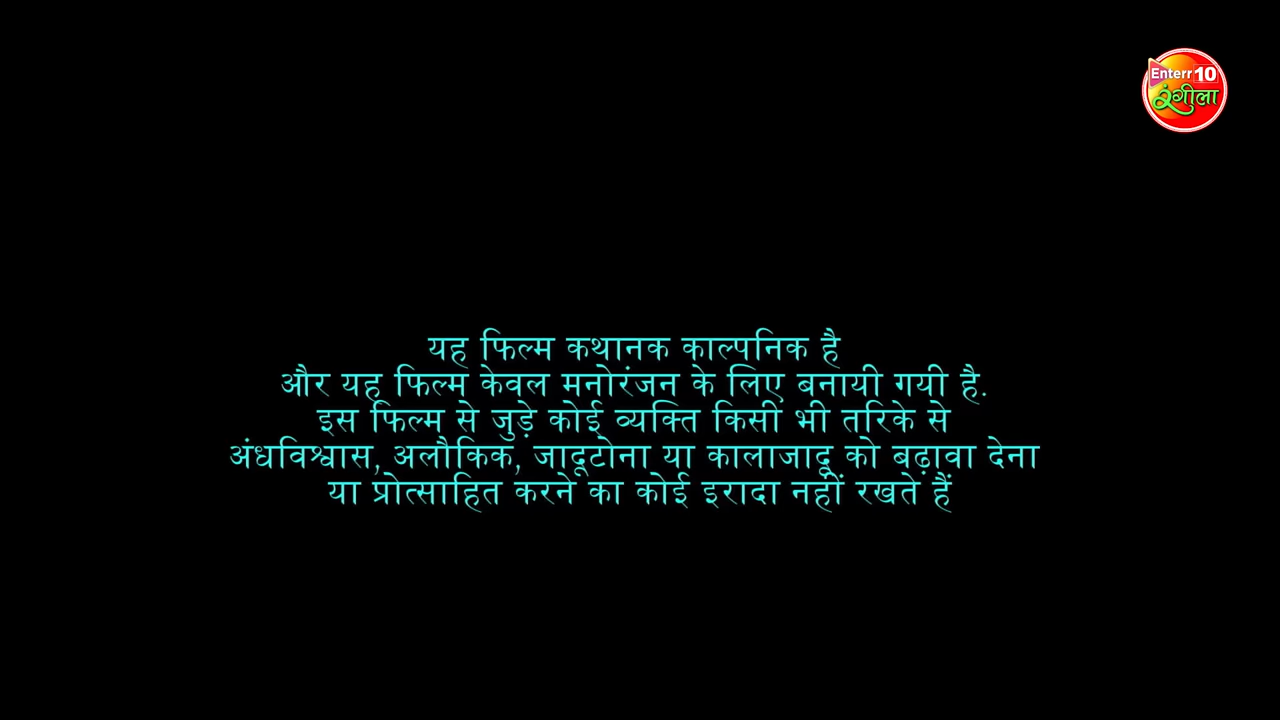 Enterr10
रंगीला
यह फिल्म कथानक काल्पनिक है
और यह फिल्म केवल मनोरंजन के लिए बनायी गयी है.
इस फिल्म से जुड़े कोई व्यक्ति किसी भी तरिके से
अंधविश्वास, अलौकिक, जादूटोना या कालाजादू को बढ़ावा देना
या प्रोत्साहित करने का कोई इरादा नहीं रखते हैं